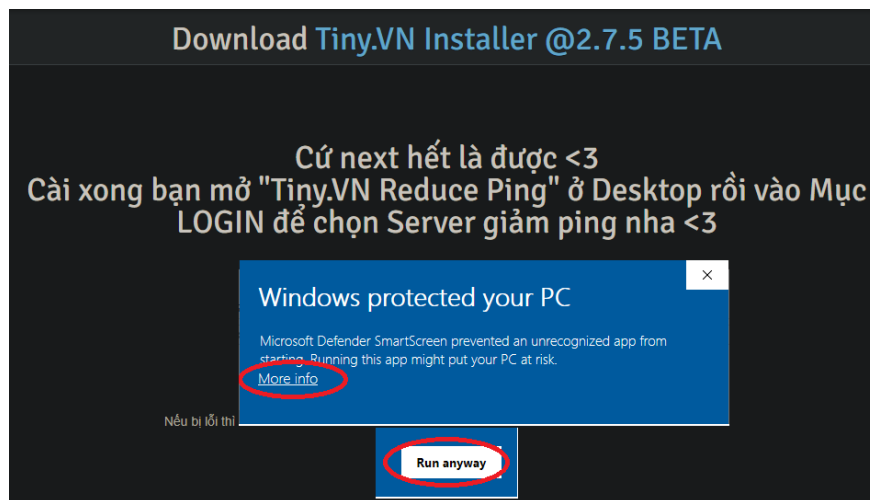 Download Tiny.VN Installer @2.7.5 BETA
Cứ next hết là được <3
Cài xong bạn mở "Tiny.VN Reduce Ping" ở Desktop rồi vào Mục
LOGIN để chọn Server giảm ping nha <3
Windows protected your PC
Microsoft Defender SmartScreen prevented an unrecognized app from
starting. Running this app might put your PC at risk.
More info
Nếu bị lỗi thì
Run anyway